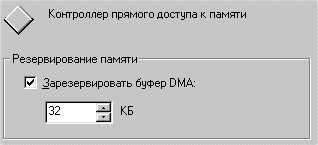 Контроллер прямого доступа к памяти
Резервирование памяти
Зарезервировать буфер DMA:
32 КБ